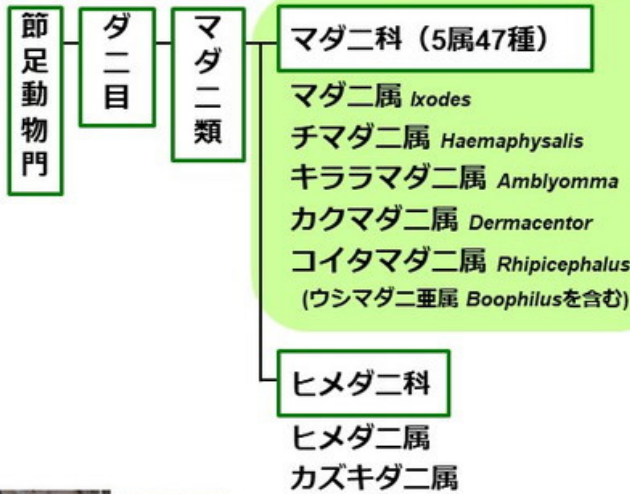 節足動物門
ダニ目
マダニ類
マダニ科（5属47種）
マダニ属 Ixodes
チマダニ属 Haemaphysalis
キララマダニ属 Amblyomma
カクマダニ属 Dermacentor
コイタマダニ属 Rhipicephalus
(ウシマダニ亜属 Boophilusを含む)
ヒメダニ科
ヒメダニ属
カズキダニ属